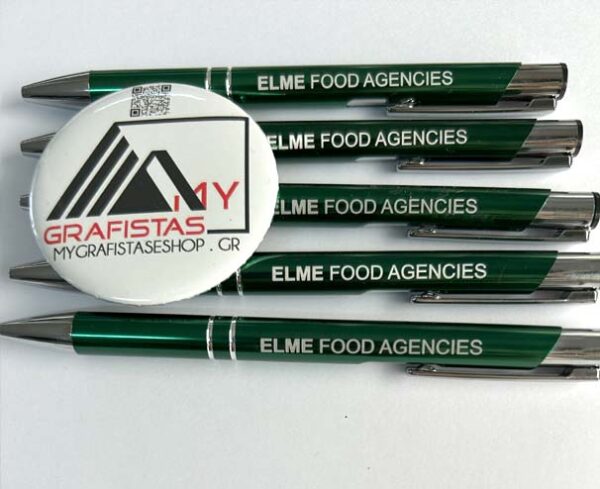 ELME FOOD AGENCIES
ELME FOOD AGENCIES
ELME FOOD AGENCIES
ELME FOOD AGENCIES
ELME FOOD AGENCIES
MY
GRAFISTAS
MYGRAFISTASESHOP . GR